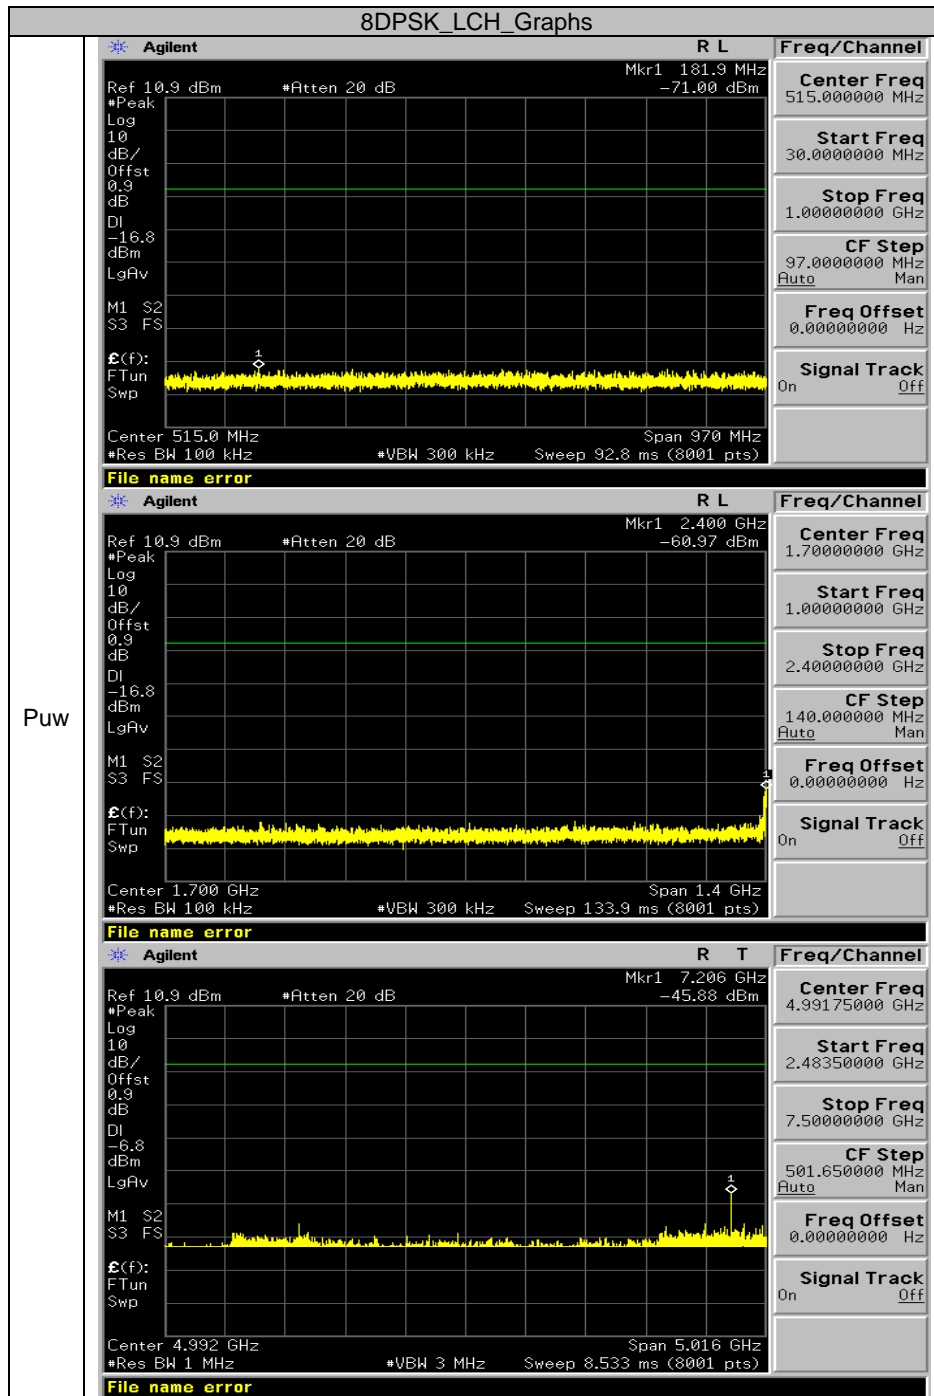 8DPSK_LCH_Graphs
Puw
Agilent R L Freq/Channel
Mkr1 181.9 MHz
Ref 10.9 dBm #Atten 20 dB -71.00 dBm
#Peak
Log
10
dB/
Offst
0.9
dB
DI
-16.8
dBm
LgAv
M1 S2
S3 FS
£(f):
FTun
Swp
1
Center 515.0 MHz Span 970 MHz
#Res BW 100 kHz #VBW 300 kHz Sweep 92.8 ms (8001 pts)
File name error
Center Freq
515.000000 MHz
Start Freq
30.0000000 MHz
Stop Freq
1.00000000 GHz
CF Step
97.0000000 MHz
Auto Man
Freq Offset
0.00000000 Hz
Signal Track
On Off
Agilent R L Freq/Channel
Mkr1 2.400 GHz
Ref 10.9 dBm #Atten 20 dB -60.97 dBm
#Peak
Log
10
dB/
Offst
0.9
dB
DI
-16.8
dBm
LgAv
M1 S2
S3 FS
£(f):
FTun
Swp
1
Center 1.700 GHz Span 1.4 GHz
#Res BW 100 kHz #VBW 300 kHz Sweep 133.9 ms (8001 pts)
File name error
Center Freq
1.70000000 GHz
Start Freq
1.00000000 GHz
Stop Freq
2.40000000 GHz
CF Step
140.000000 MHz
Auto Man
Freq Offset
0.00000000 Hz
Signal Track
On Off
Agilent R T Freq/Channel
Mkr1 7.206 GHz
Ref 10.9 dBm #Atten 20 dB -45.88 dBm
#Peak
Log
10
dB/
Offst
0.9
dB
DI
-6.8
dBm
LgAv
M1 S2
S3 FS
£(f):
FTun
Swp
1
Center 4.992 GHz Span 5.016 GHz
#Res BW 1 MHz #VBW 3 MHz Sweep 8.533 ms (8001 pts)
File name error
Center Freq
4.99175000 GHz
Start Freq
2.48350000 GHz
Stop Freq
7.50000000 GHz
CF Step
501.650000 MHz
Auto Man
Freq Offset
0.00000000 Hz
Signal Track
On Off